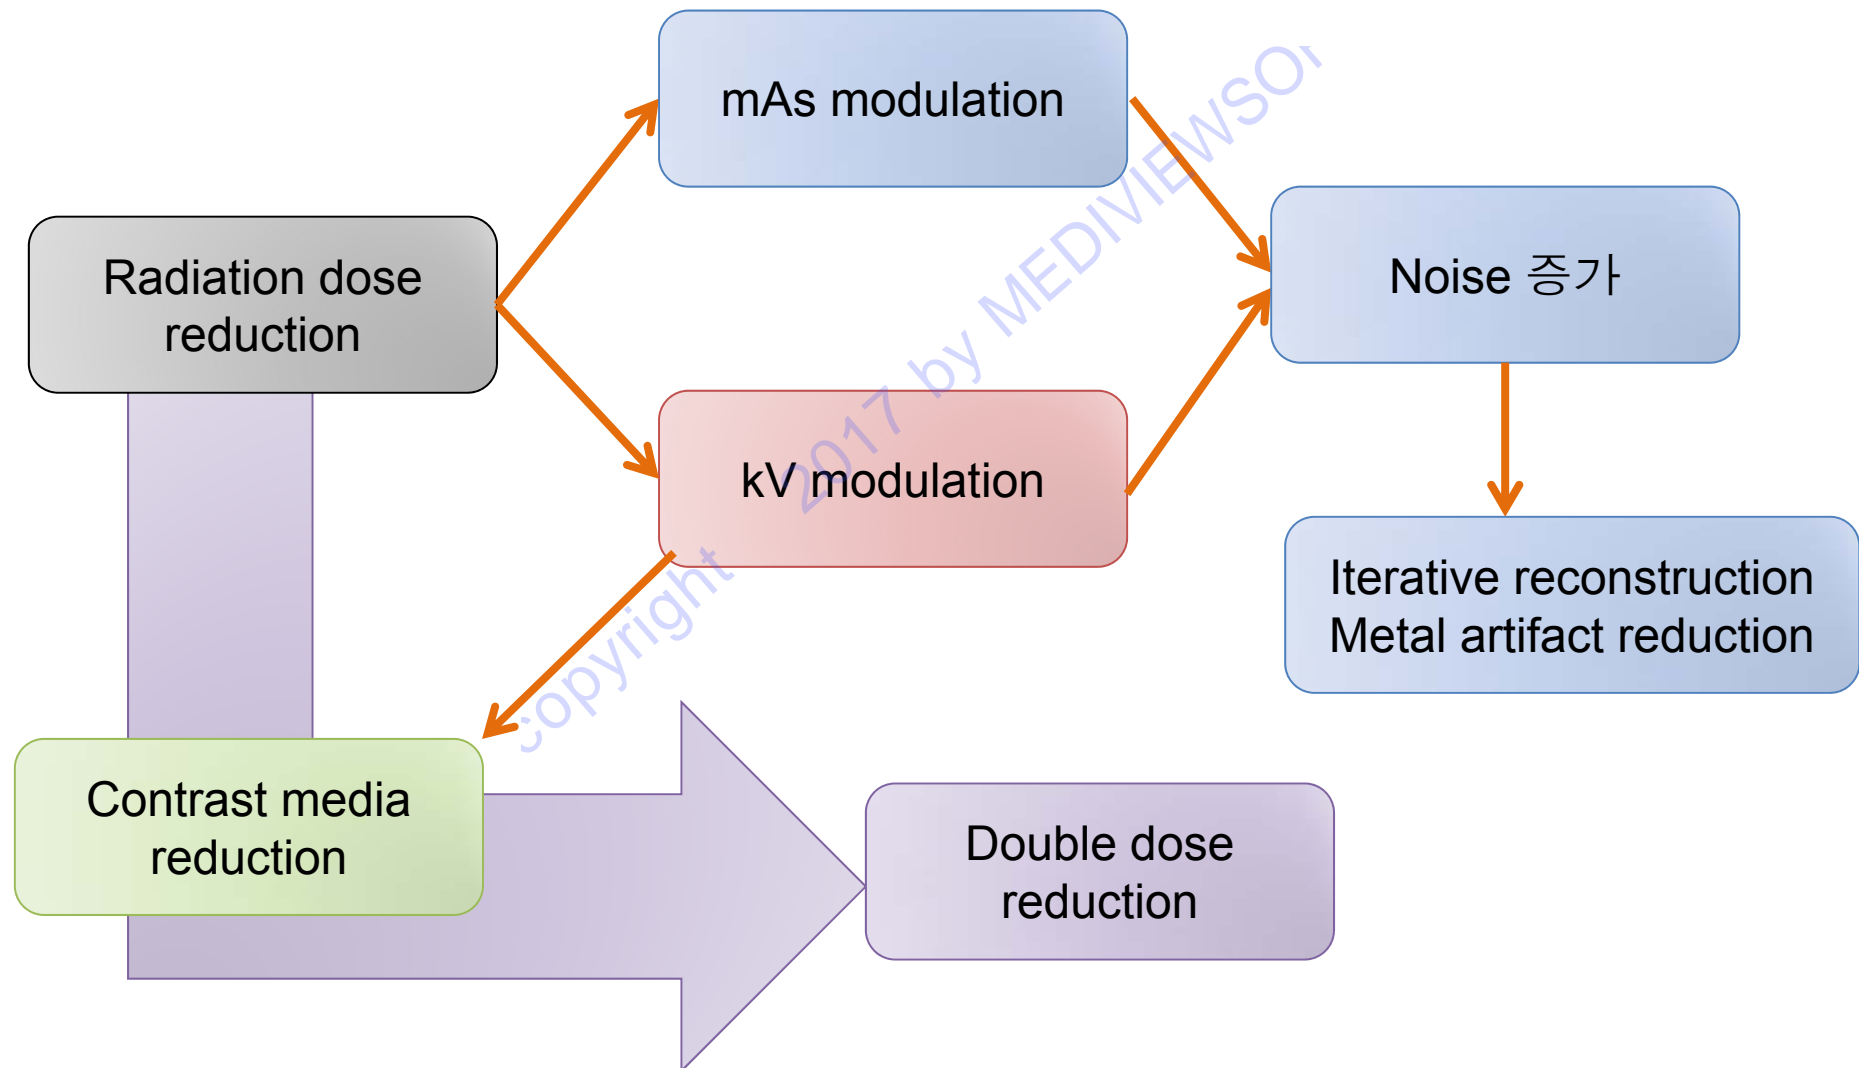 mAs modulation
Radiation dose
reduction
Noise 증가
kV modulation
Iterative reconstruction
Metal artifact reduction
Contrast media
reduction
Double dose
reduction
copyright 2017 by